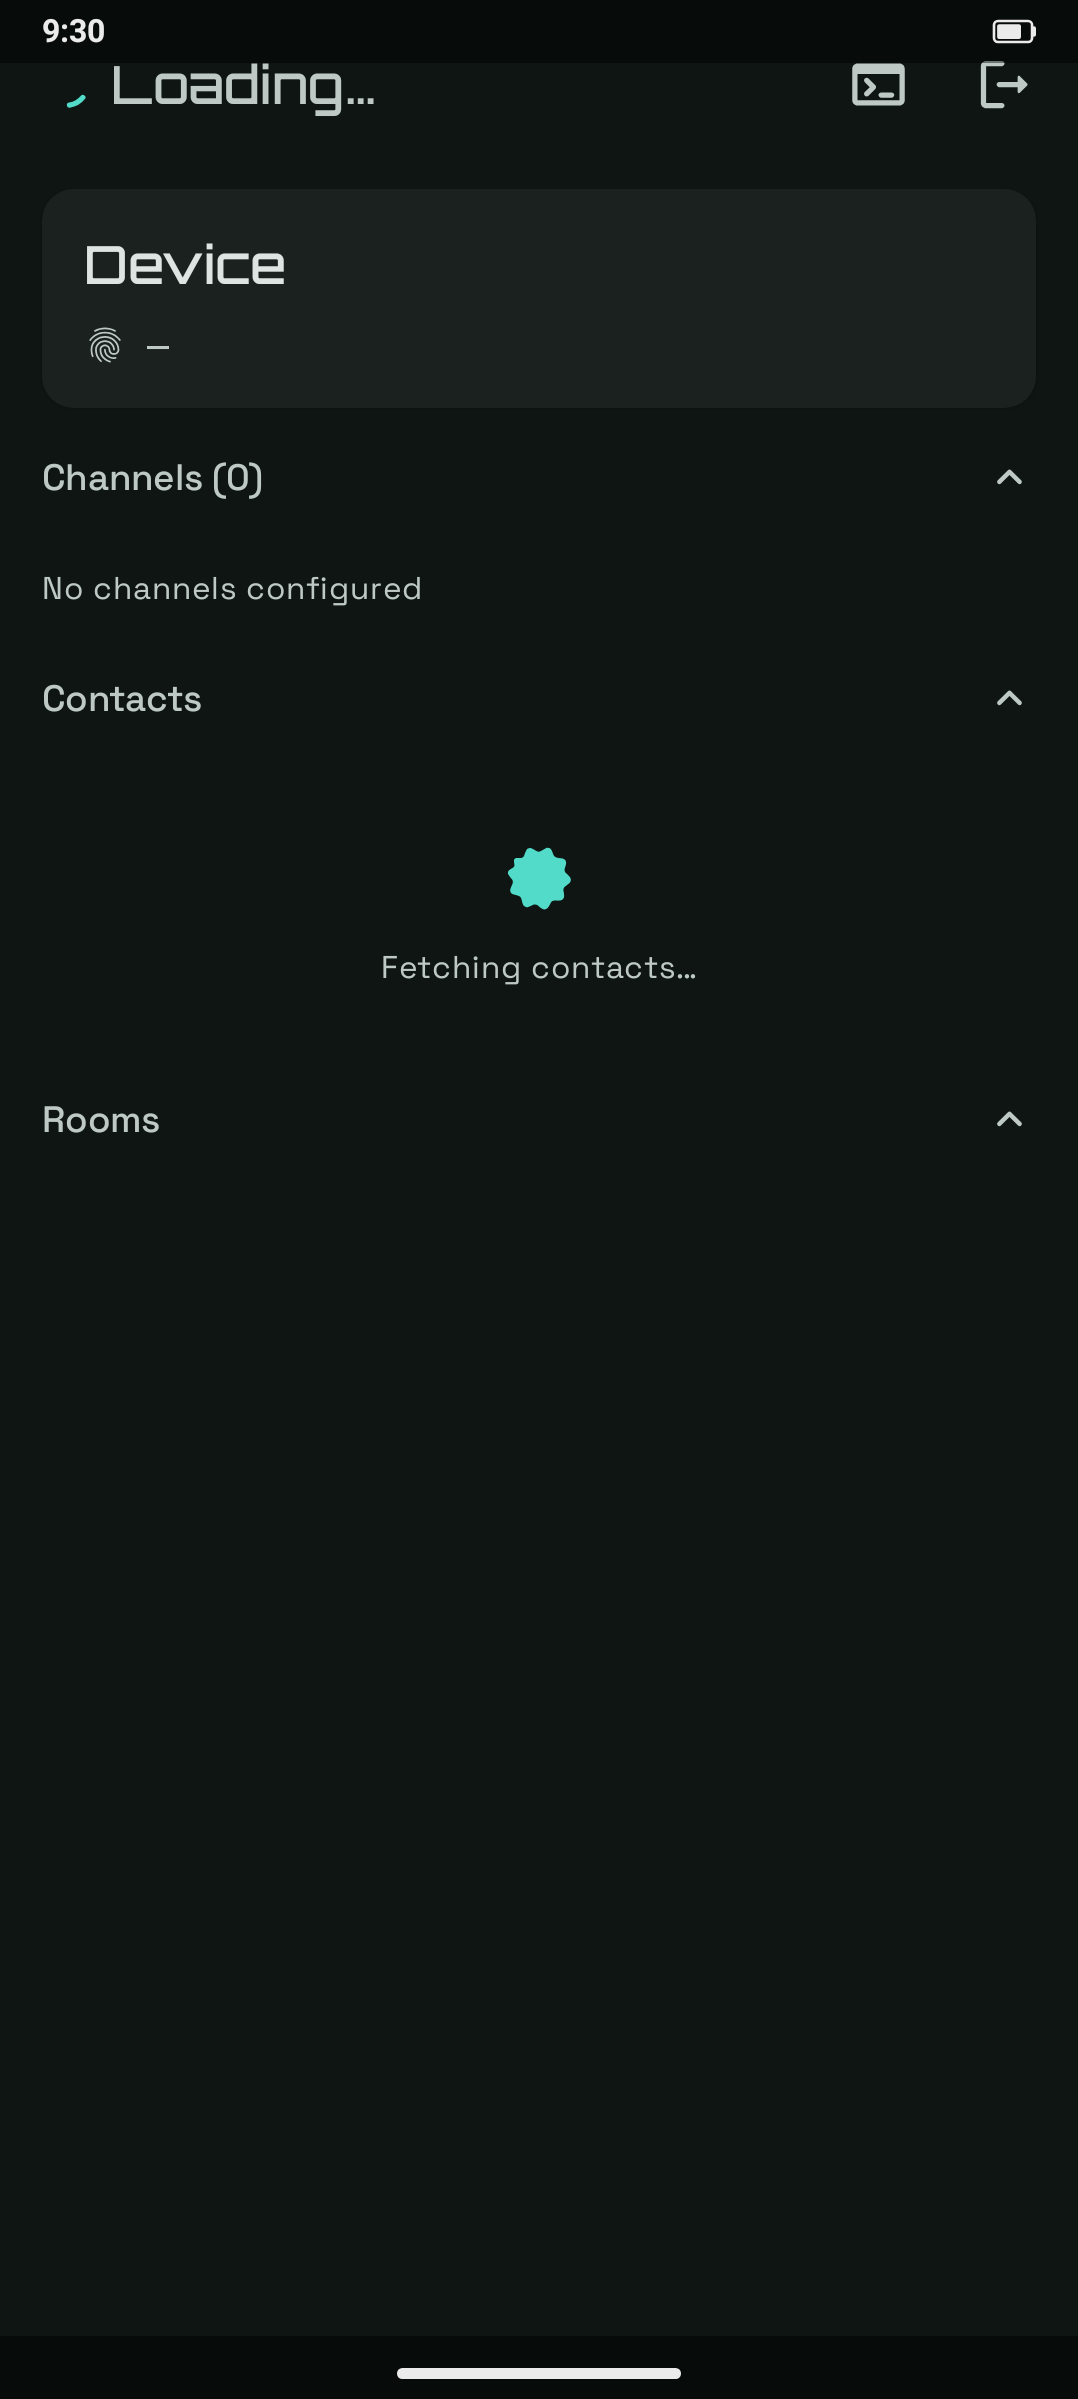 9:30
Loading...
Device
—
Channels (0)
No channels configured
Contacts
Fetching contacts...
Rooms